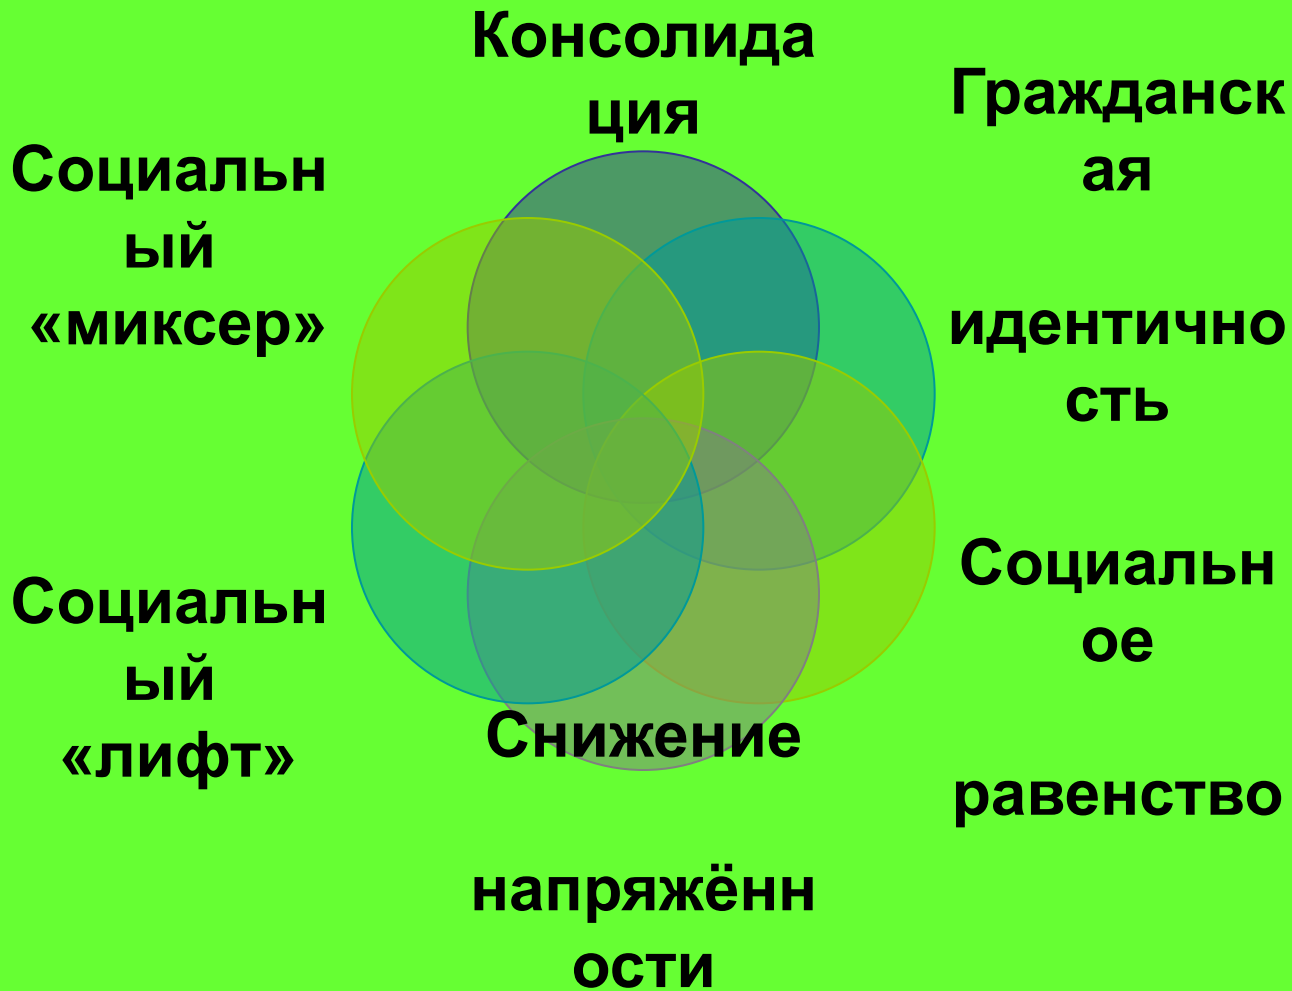 Консолида
ция
Гражданск
ая
идентично
сть
Социальн
ое
равенство
Снижение
напряжённ
ости
Социальн
ый
«лифт»
Социальн
ый
«миксер»